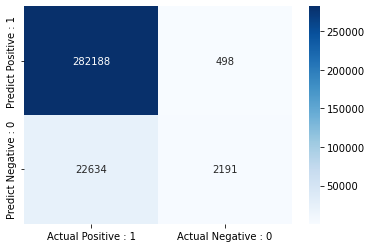 Predict Positive : 1
Predict Negative : 0
282188 498
22634 2191
Actual Positive : 1 Actual Negative : 0
250000
200000
150000
100000
50000